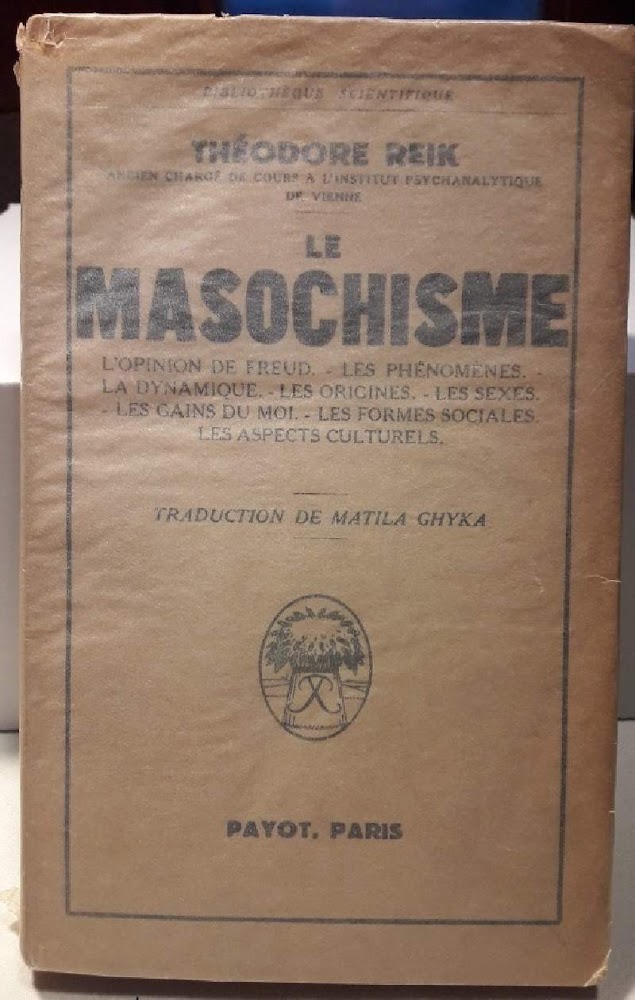 BIBLIOTHÈQUE SCIENTIFIQUE
THÉODORE REIK
ANCIEN CHARGÉ DE COURS A L'INSTITUT PSYCHANALYTIQUE
DE VIENNE
LE
MASOCHISME
L'OPINION DE FREUD. - LES PHÉNOMÈNES. -
LA DYNAMIQUE. - LES ORIGINES. - LES SEXES.
- LES GAINS DU MOI. - LES FORMES SOCIALES.
LES ASPECTS CULTURELS.
TRADUCTION DE MATILA GHYKA
PAYOT, PARIS